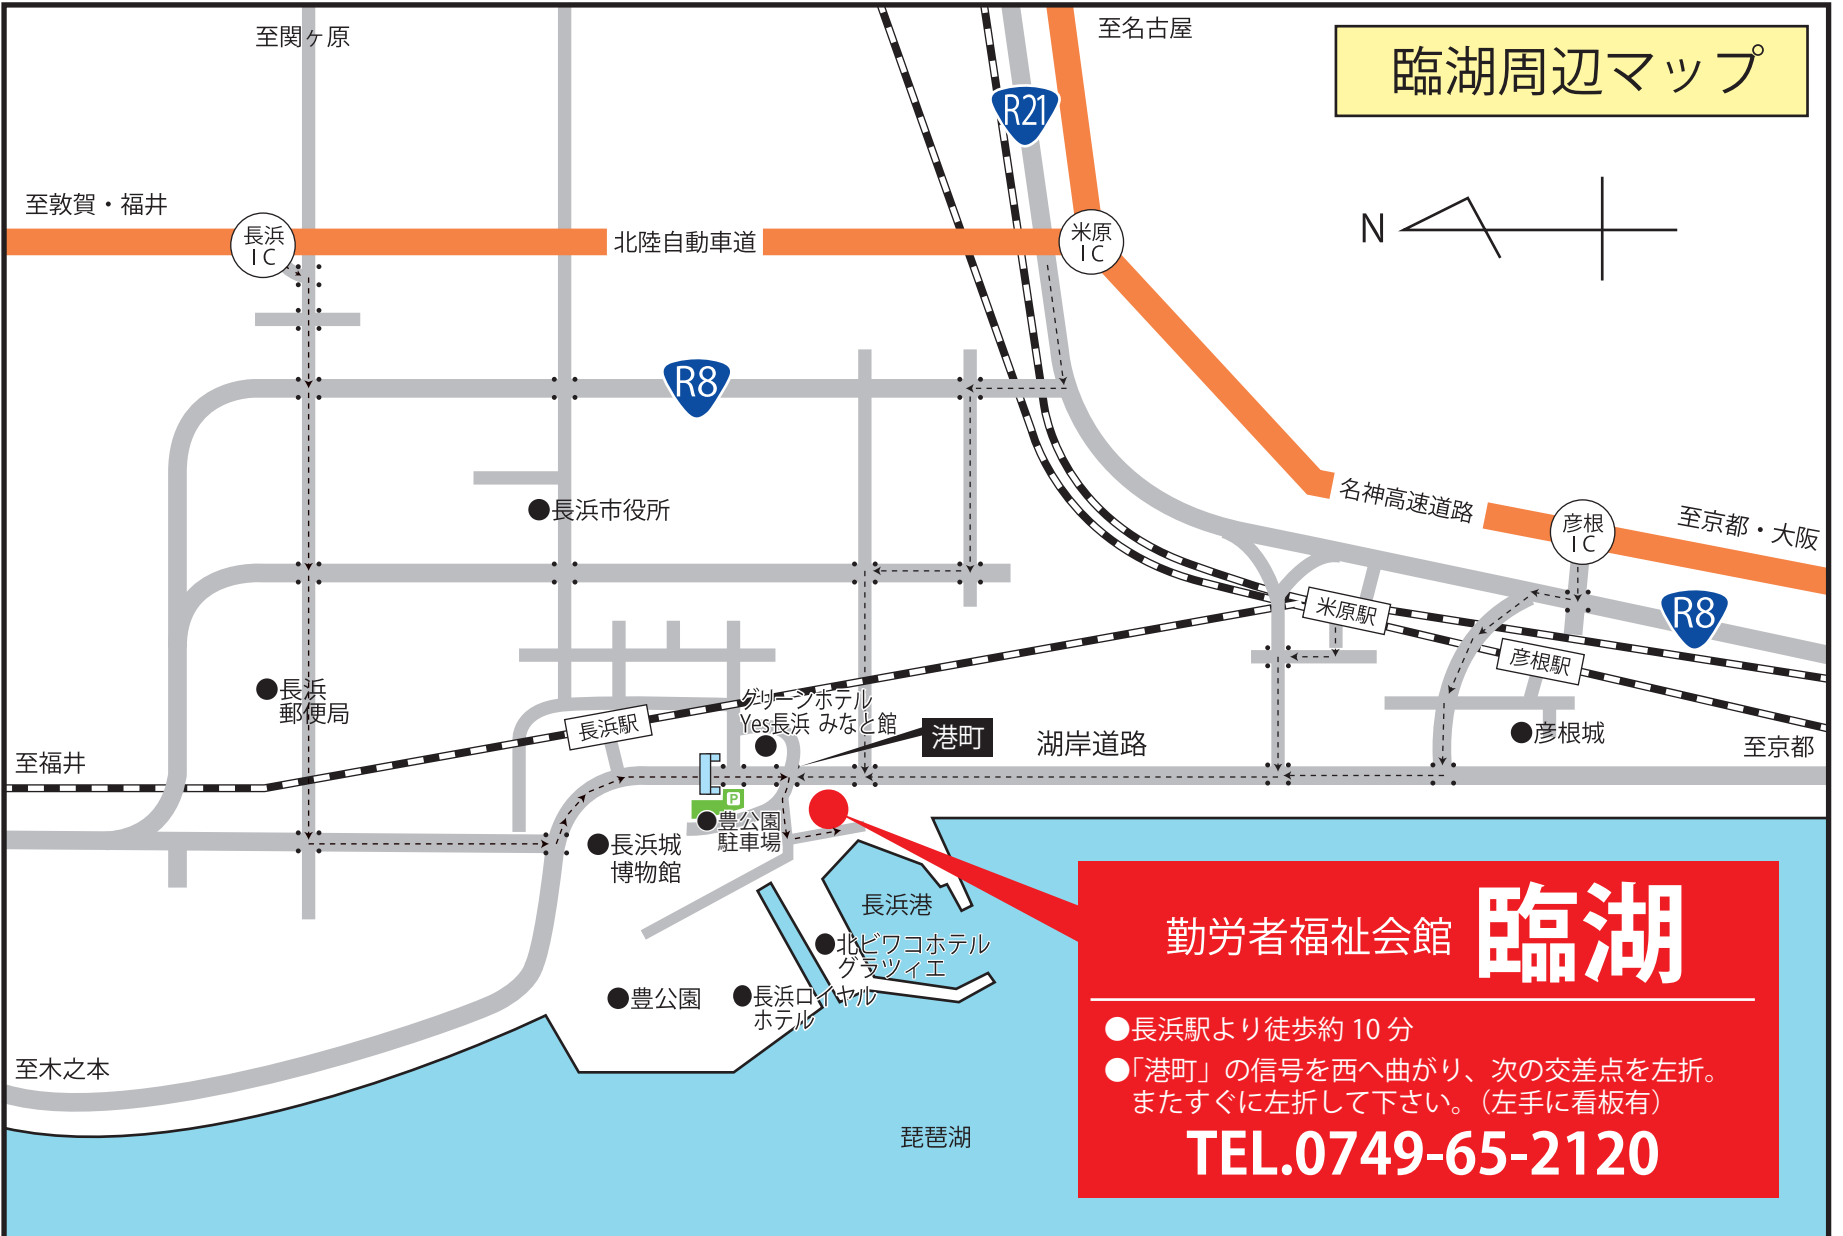 至関ヶ原
至名古屋
臨湖周辺マップ
R21
至敦賀・福井
長浜
IC
北陸自動車道
米原
IC
N
R8
長浜市役所
名神高速道路
彦根
IC
至京都・大阪
R8
米原駅
彦根駅
長浜
郵便局
グリーンホテル
Yes長浜 みなと館
長浜駅
港町
湖岸道路
彦根城
至京都
至福井
P
豊公園
駐車場
長浜城
博物館
長浜港
北ビワコホテル
グラツィエ
豊公園
長浜ロイヤル
ホテル
至木之本
琵琶湖
勤労者福祉会館 臨湖
●長浜駅より徒歩約 10 分
●「港町」の信号を西へ曲がり、次の交差点を左折。
またすぐに左折して下さい。（左手に看板有）
TEL.0749-65-2120